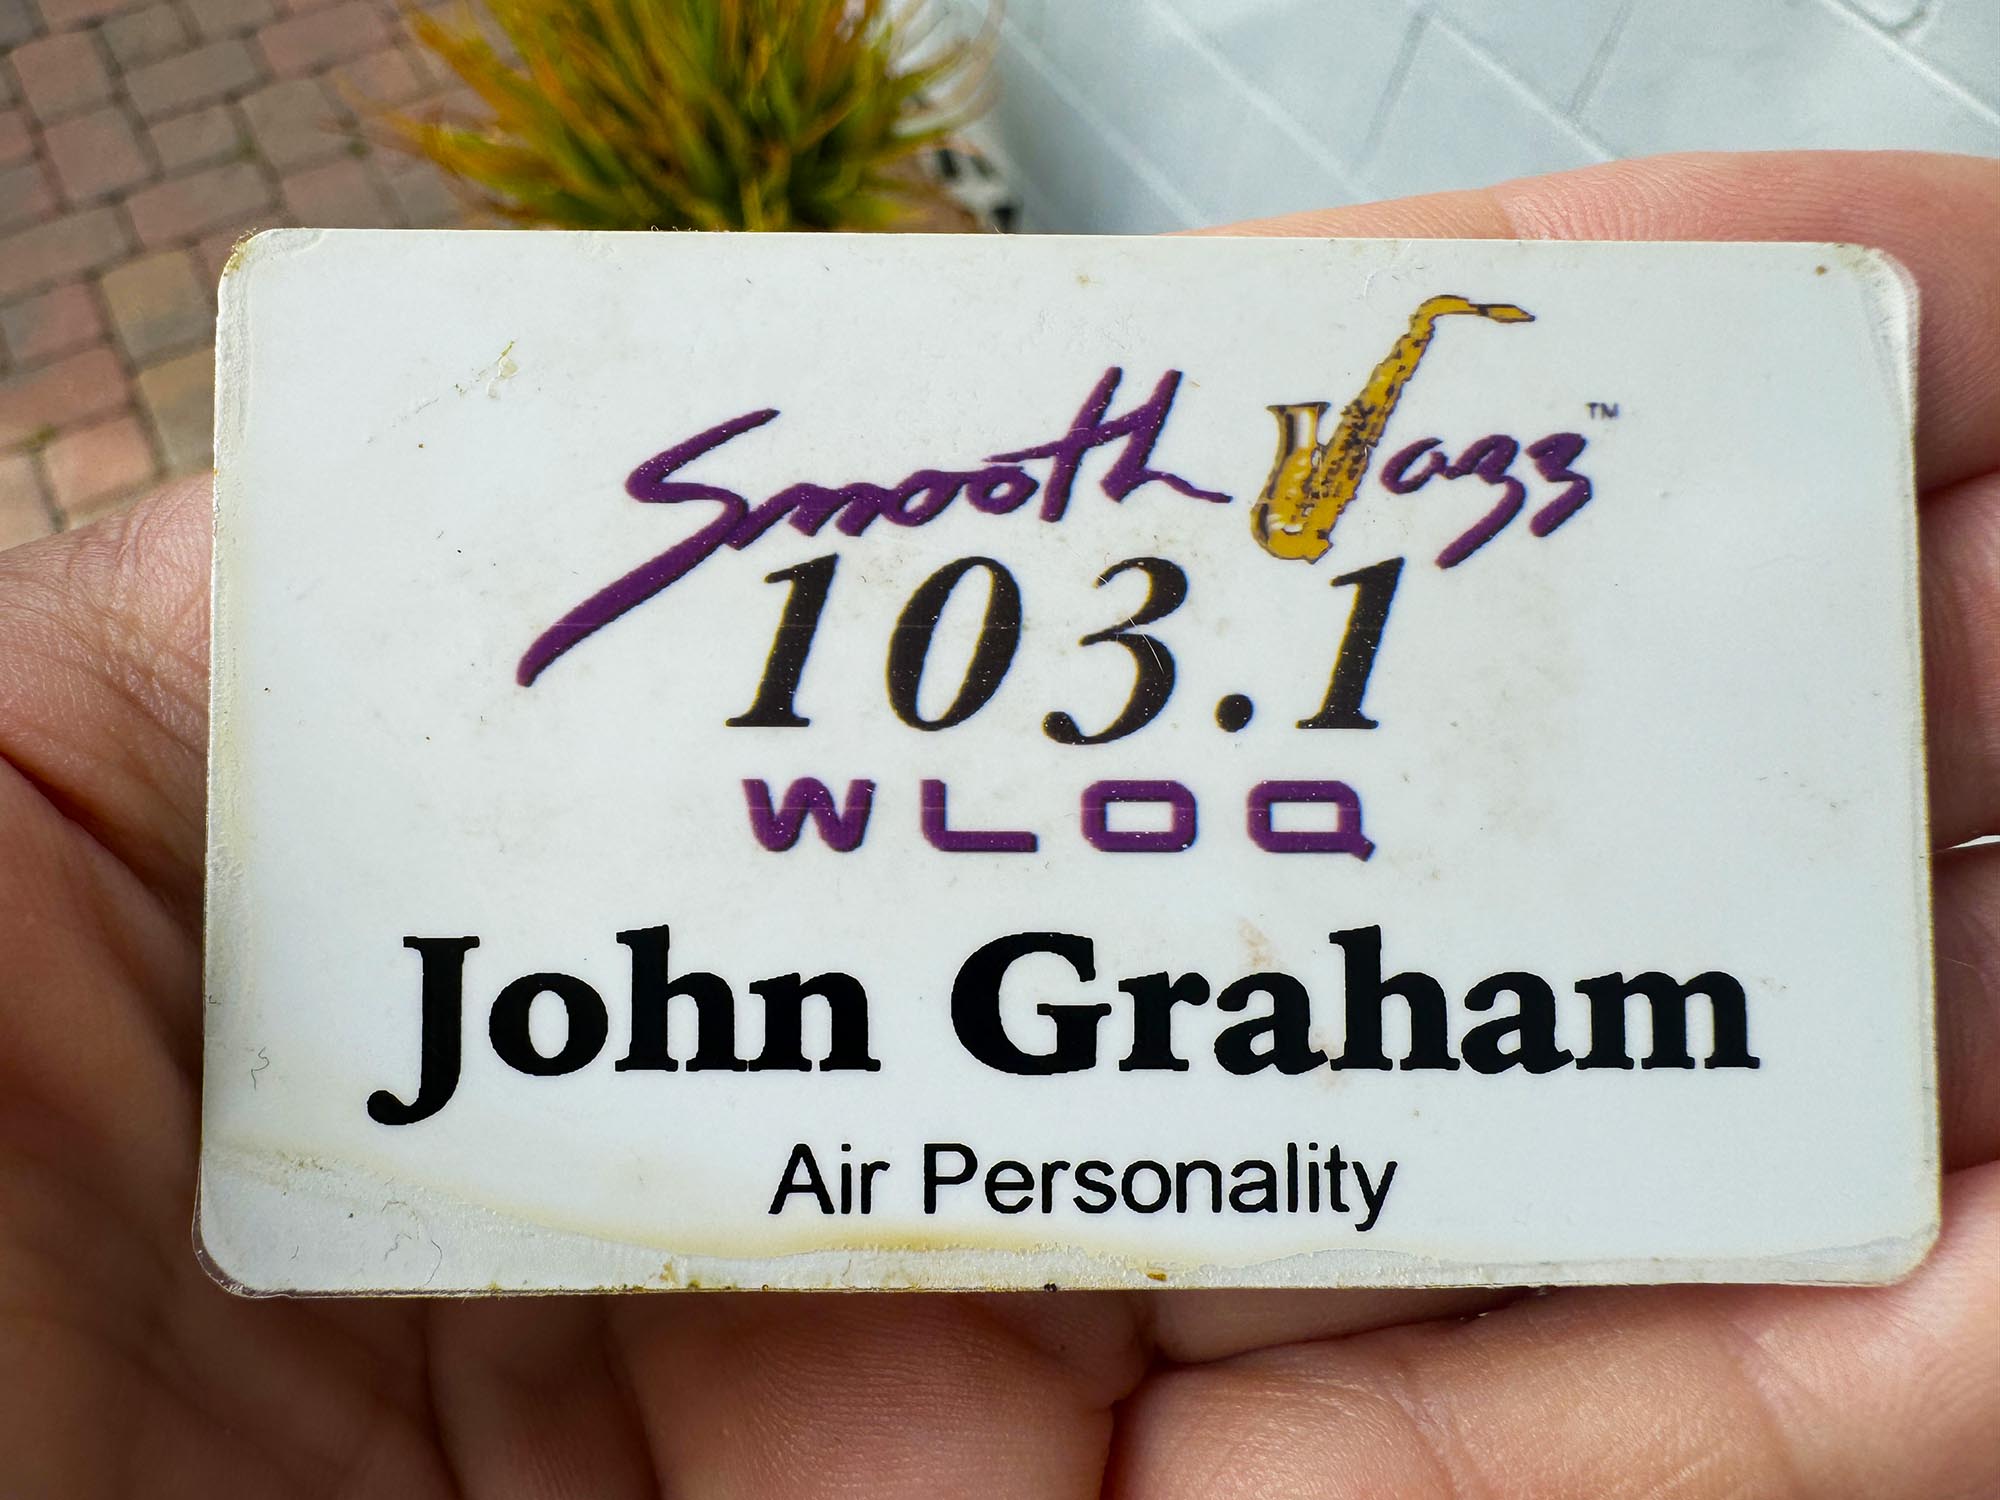 Smooth Jazz™
103.1
WLOQ
John Graham
Air Personality